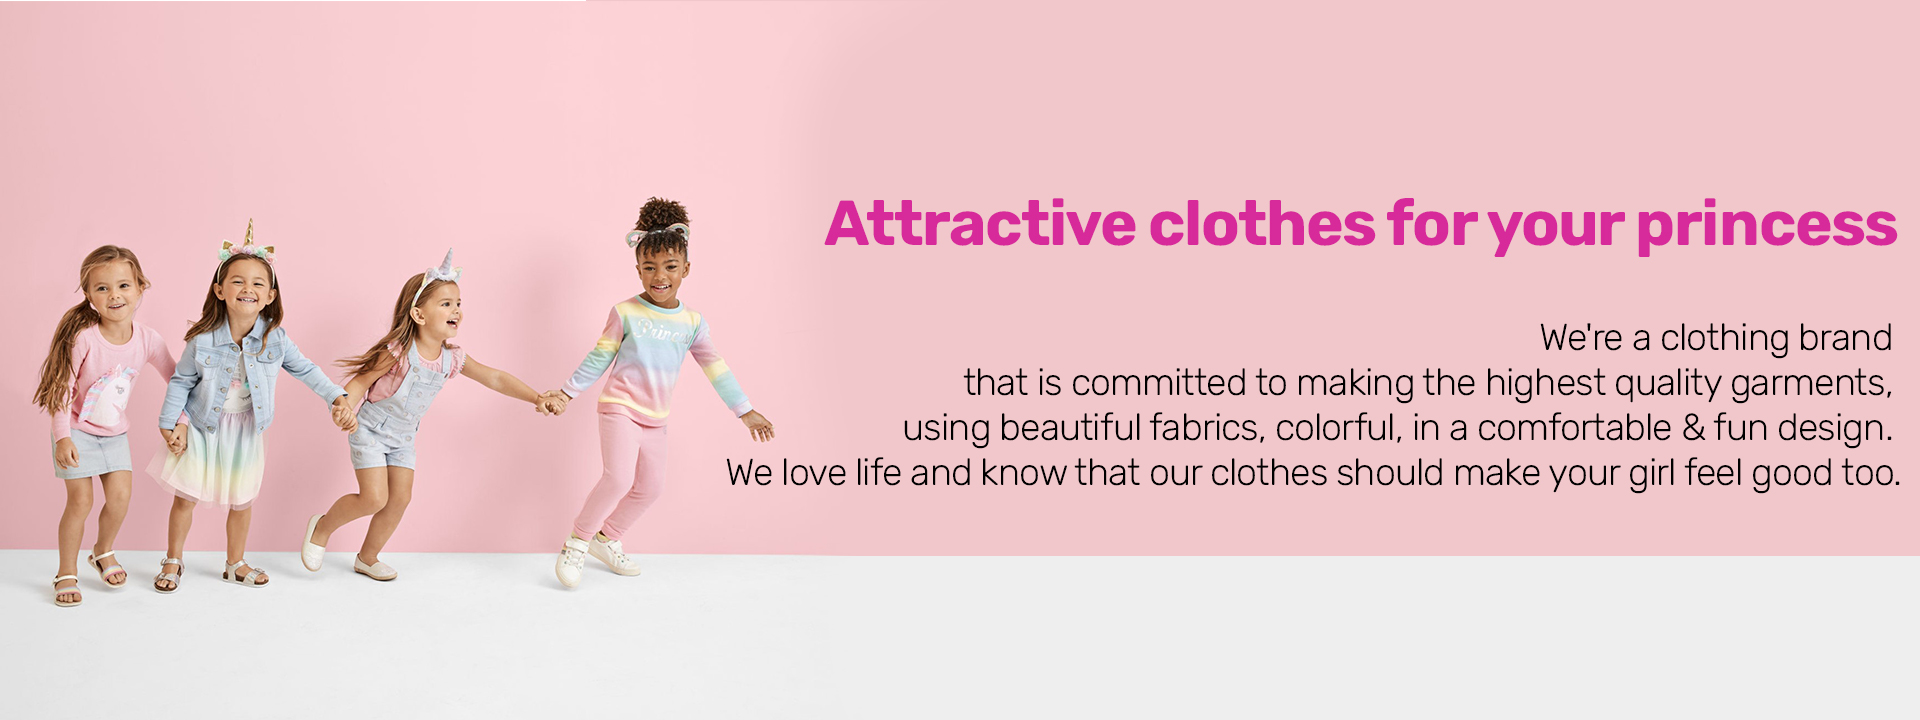 Attractive clothes for your princess
We're a clothing brand
that is committed to making the highest quality garments,
using beautiful fabrics, colorful, in a comfortable & fun design.
We love life and know that our clothes should make your girl feel good too.
Princess